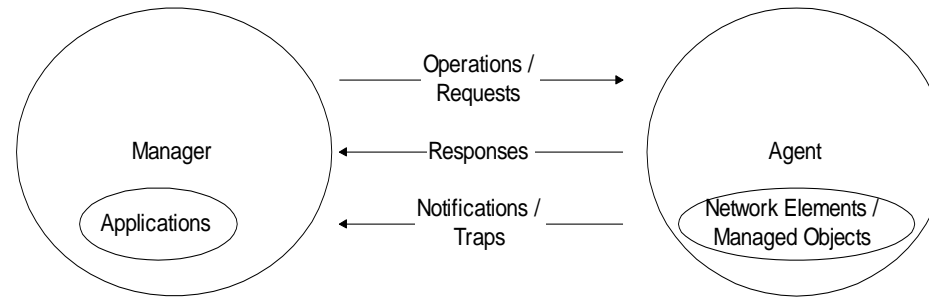 Operations /
Requests
Manager
Responses
Agent
Applications
Notifications /
Traps
Network Elements /
Managed Objects